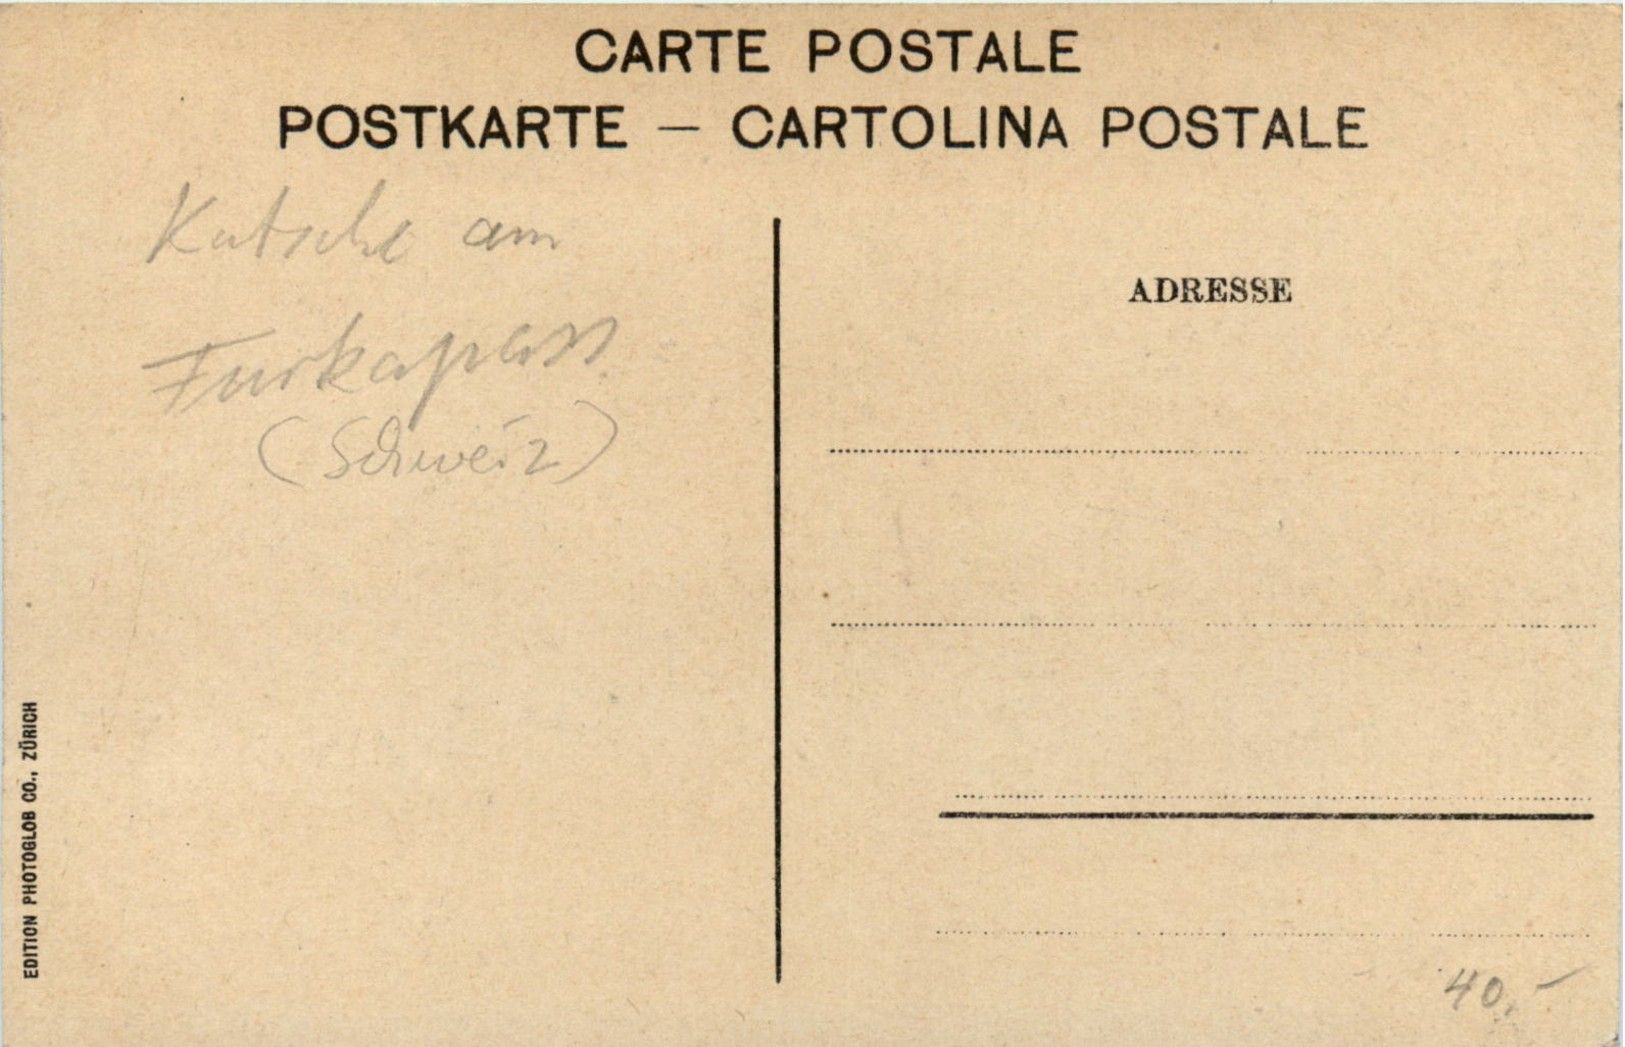 CARTE POSTALE
POSTKARTE — CARTOLINA POSTALE
Kutsche am
Furkapass
(Schweiz)
ADRESSE
EDITION PHOTOGLOB CO., ZÜRICH
40,-